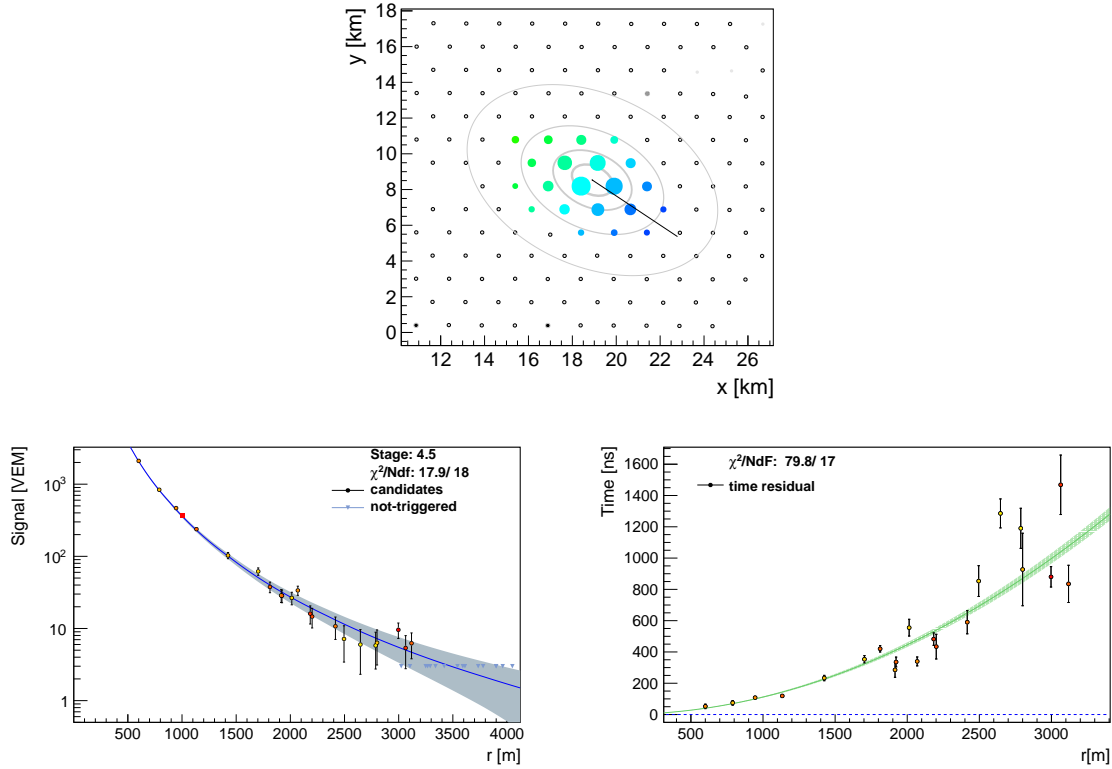 y [km]
18
16
14
12
10
8
6
4
2
0
12 14 16 18 20 22 24 26
x [km]
Signal [VEM]
10³
10²
10
1
Stage: 4.5
χ²/Ndf: 17.9/ 18
candidates
not-triggered
500 1000 1500 2000 2500 3000 3500 4000
r [m]
Time [ns]
1600
1400
1200
1000
800
600
400
200
0
χ²/NdF: 79.8/ 17
time residual
500 1000 1500 2000 2500 3000
r[m]